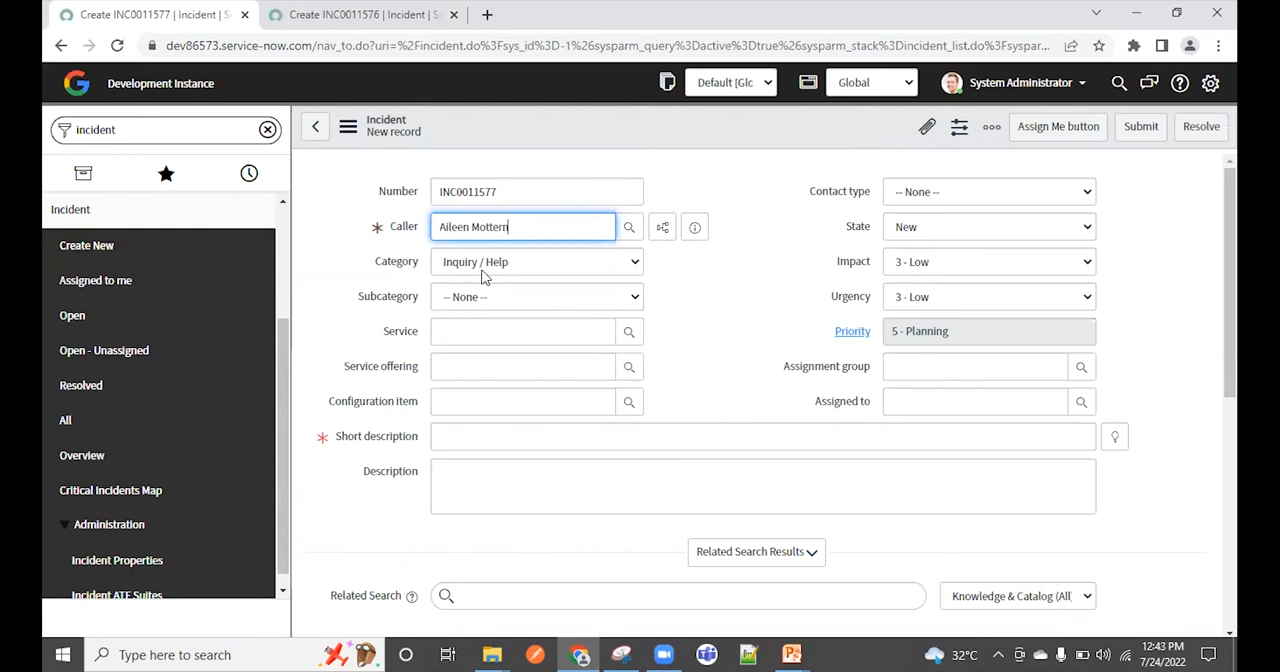 Create INC0011577 | Incident | S
Create INC0011576 | Incident | S
dev86573.service-now.com/nav_to.do?uri=%2Fincident.do%3Fsys_id%3D-1%26sysparm_query%3Dactive%3Dtrue%26sysparm_stack%3Dincident_list.do%3Fsyspar...
Development Instance
Default [Glc
Global
System Administrator
incident
Incident
New record
Assign Me button
Submit
Resolve
Incident
Create New
Assigned to me
Open
Open - Unassigned
Resolved
All
Overview
Critical Incidents Map
Administration
Incident Properties
Incident ATF Suites
Number
INC0011577
Contact type
-- None --
Caller
Aileen Mottern
State
New
Category
Inquiry / Help
Impact
3 - Low
Subcategory
-- None --
Urgency
3 - Low
Service
Priority
5 - Planning
Service offering
Assignment group
Configuration item
Assigned to
Short description
Description
Related Search Results
Related Search
Knowledge & Catalog (All)
Type here to search
32°C
12:43 PM
7/24/2022